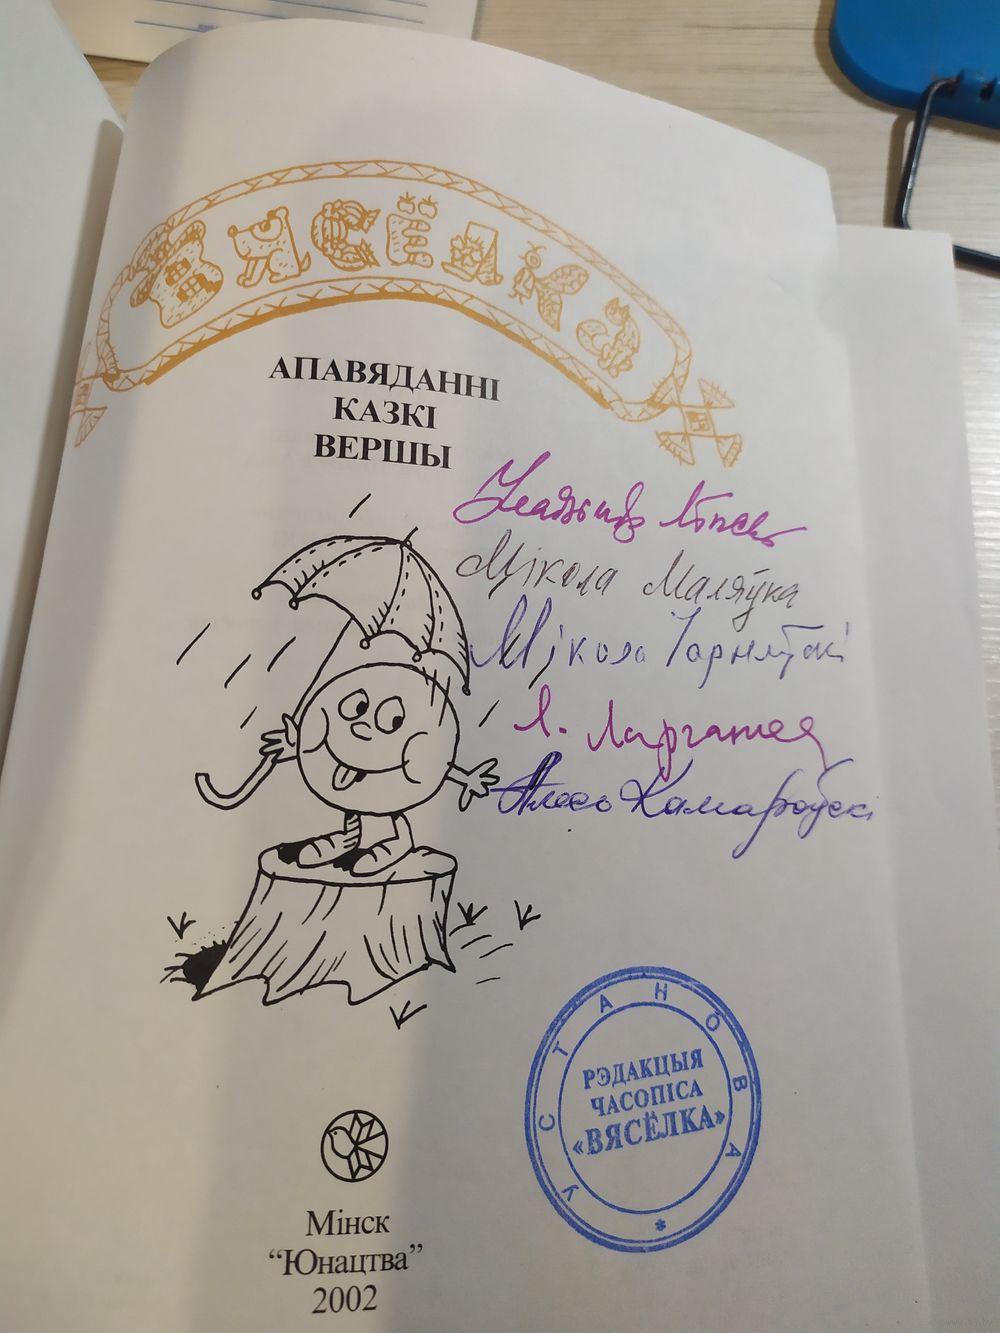 ВЯСЁЛКА
АПАВЯДАННІ
КАЗКІ
ВЕРШЫ
Мікола Маляўка
Мікола Чарняўскі
Алесь Камароўскі
УСТАНОВА
РЭДАКЦЫЯ
ЧАСОПІСА
«ВЯСЁЛКА»
*
Мінск
“Юнацтва”
2002